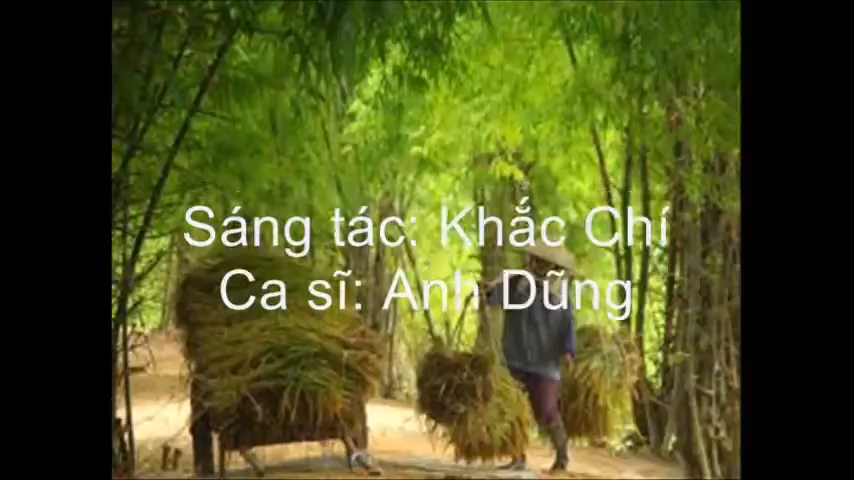 Sáng tác: Khắc Chí
Ca sĩ: Anh Dũng